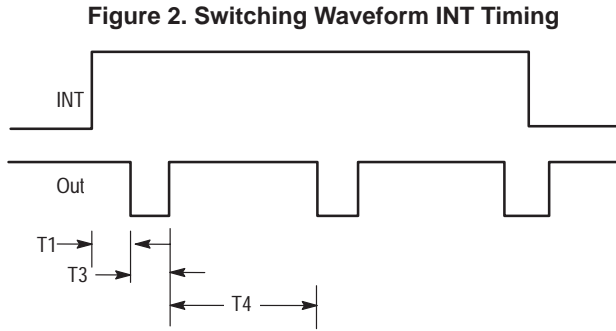 Figure 2. Switching Waveform INT Timing
INT
Out
T1
T3
T4